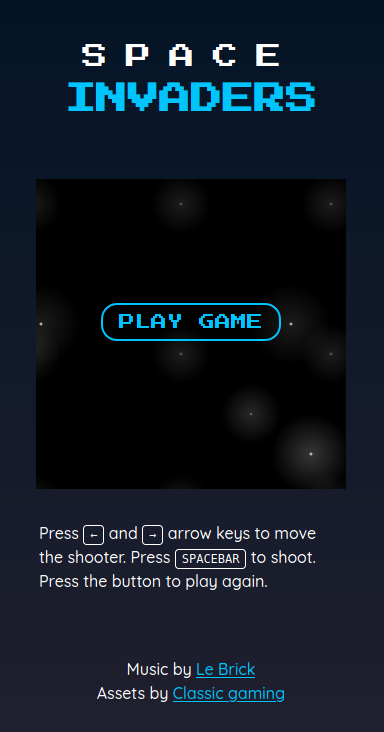 SPACE
INVADERS
PLAY GAME
Press ← and → arrow keys to move
the shooter. Press SPACEBAR to shoot.
Press the button to play again.
Music by Le Brick
Assets by Classic gaming